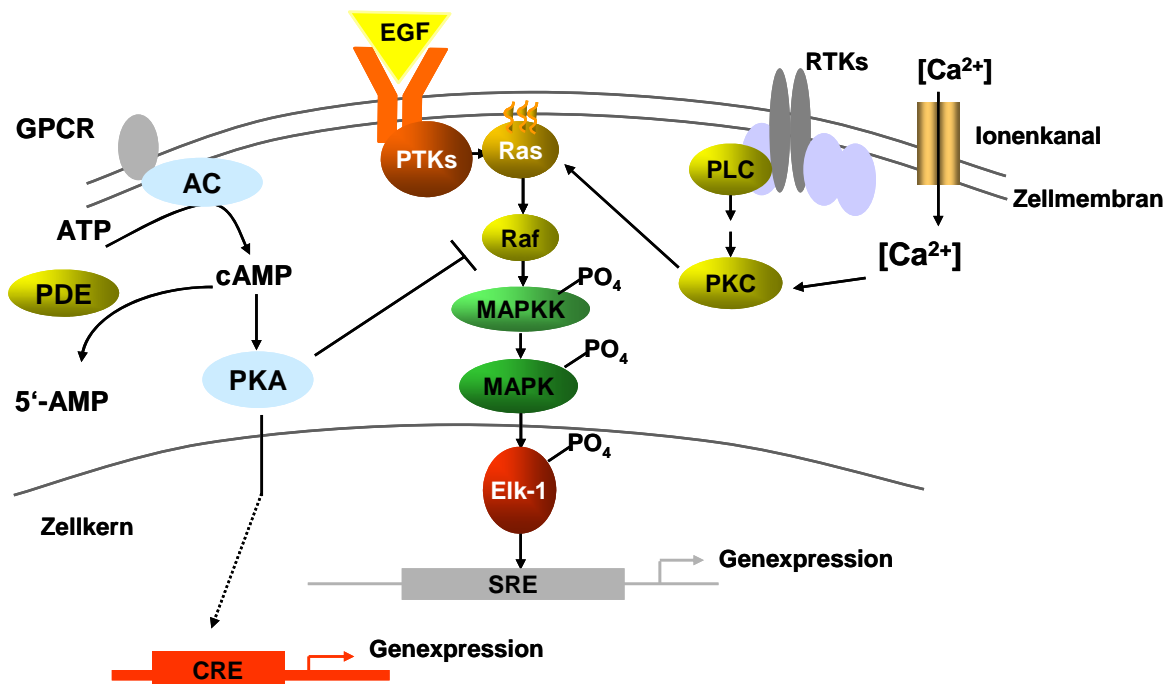 EGF
RTKs
[Ca²⁺]
GPCR
Ionenkanal
PTKs
Ras
PLC
AC
Zellmembran
ATP
Raf
[Ca²⁺]
cAMP
PO₄
PDE
PKC
MAPKK
PO₄
PKA
MAPK
5‘-AMP
PO₄
Elk-1
Zellkern
Genexpression
SRE
Genexpression
CRE